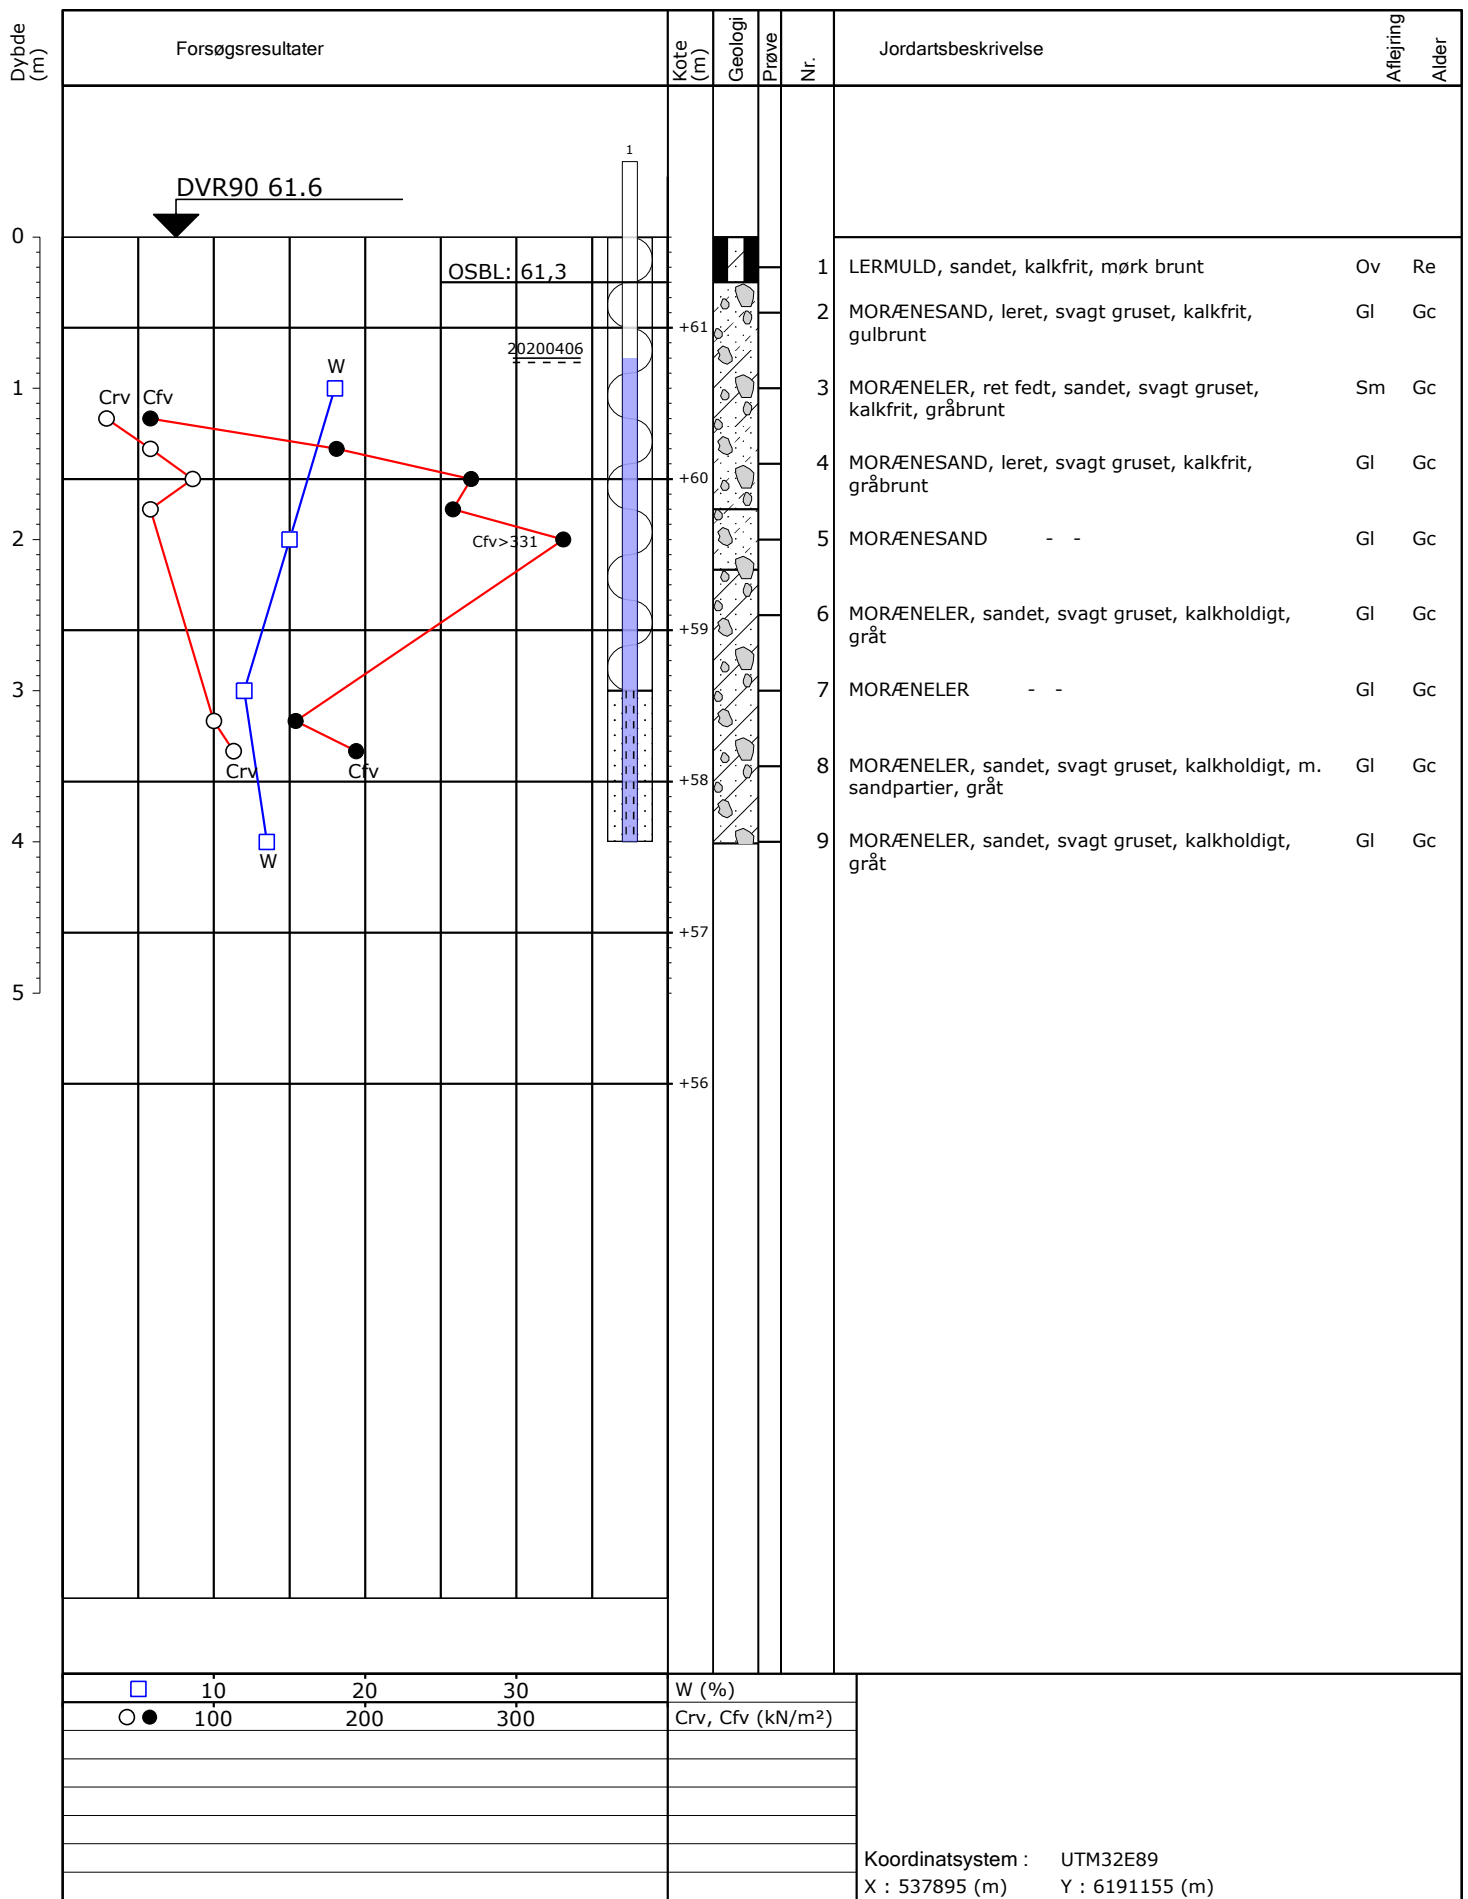 Dybde (m)
Forsøgsresultater
Kote (m)
Geologi
Prøve
Nr.
Jordartsbeskrivelse
Aflejring
Alder
1
DVR90 61.6
0
OSBL: 61,3
1 LERMULD, sandet, kalkfrit, mørk brunt Ov Re
2 MORÆNESAND, leret, svagt gruset, kalkfrit, Gl Gc
gulbrunt
+61
20200406
W
1
Crv Cfv
3 MORÆNELER, ret fedt, sandet, svagt gruset, Sm Gc
kalkfrit, gråbrunt
4 MORÆNESAND, leret, svagt gruset, kalkfrit, Gl Gc
gråbrunt
+60
2
Cfv>331
5 MORÆNESAND - - Gl Gc
6 MORÆNELER, sandet, svagt gruset, kalkholdigt, Gl Gc
gråt
+59
3
7 MORÆNELER - - Gl Gc
Crv Cfv
8 MORÆNELER, sandet, svagt gruset, kalkholdigt, m. Gl Gc
sandpartier, gråt
+58
4
W
9 MORÆNELER, sandet, svagt gruset, kalkholdigt, Gl Gc
gråt
+57
5
+56
10 20 30 W (%)
100 200 300 Crv, Cfv (kN/m²)
Koordinatsystem : UTM32E89
X : 537895 (m) Y : 6191155 (m)